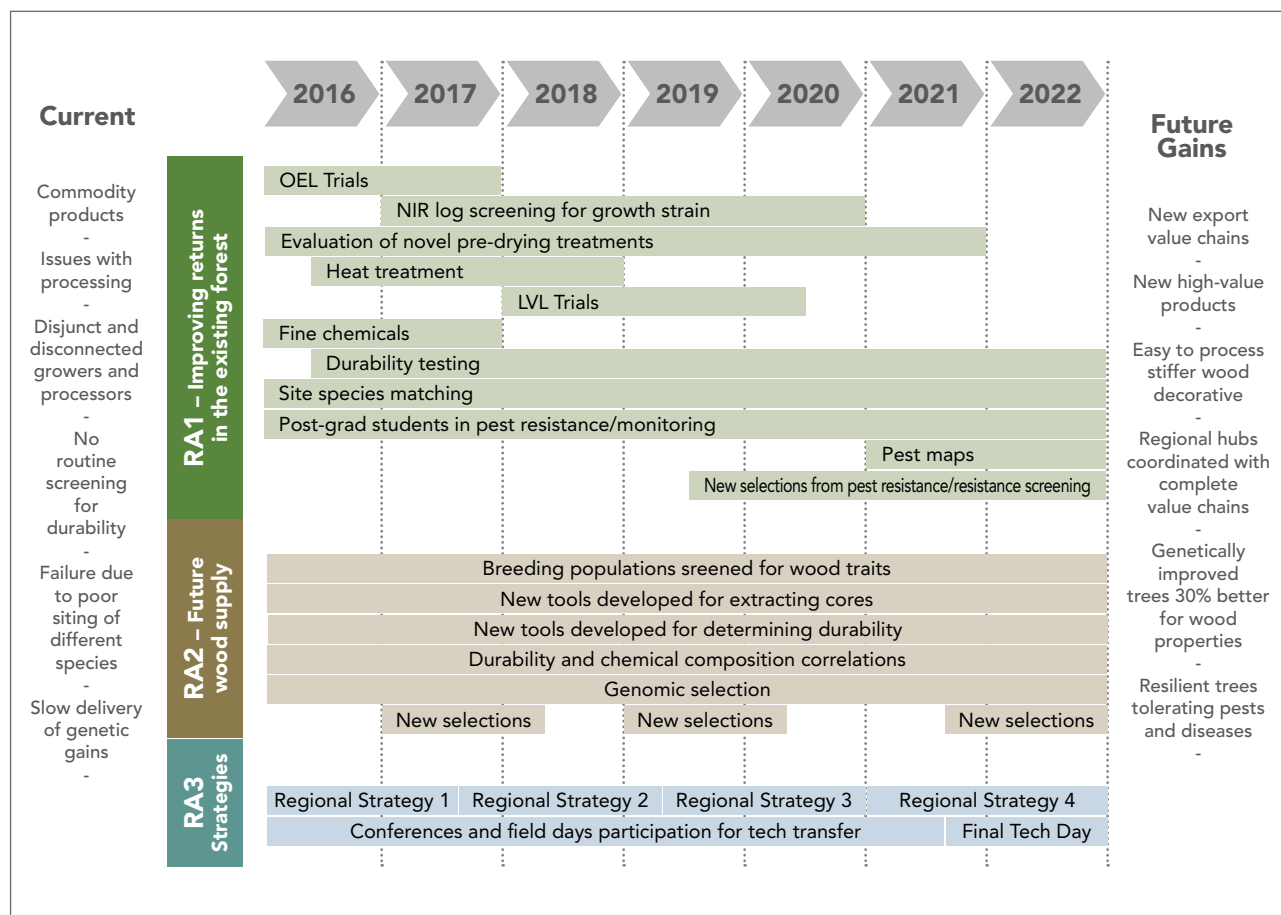 2016 2017 2018 2019 2020 2021 2022
Current
Commodity
products
-
Issues with
processing
-
Disjunct and
disconnected
growers and
processors
-
No
routine
screening
for
durability
-
Failure due
to poor
siting of
different
species
-
Slow delivery
of genetic
gains
-
RA1 – Improving returns
in the existing forest
OEL Trials
NIR log screening for growth strain
Evaluation of novel pre-drying treatments
Heat treatment
LVL Trials
Fine chemicals
Durability testing
Site species matching
Post-grad students in pest resistance/monitoring
Pest maps
New selections from pest resistance/resistance screening
RA2 – Future
wood supply
Breeding populations sreened for wood traits
New tools developed for extracting cores
New tools developed for determining durability
Durability and chemical composition correlations
Genomic selection
New selections New selections New selections
RA3
Strategies
Regional Strategy 1 Regional Strategy 2 Regional Strategy 3 Regional Strategy 4
Conferences and field days participation for tech transfer Final Tech Day
Future
Gains
New export
value chains
-
New high-value
products
-
Easy to process
stiffer wood
decorative
-
Regional hubs
coordinated with
complete
value chains
-
Genetically
improved
trees 30% better
for wood
properties
-
Resilient trees
tolerating pests
and diseases
-